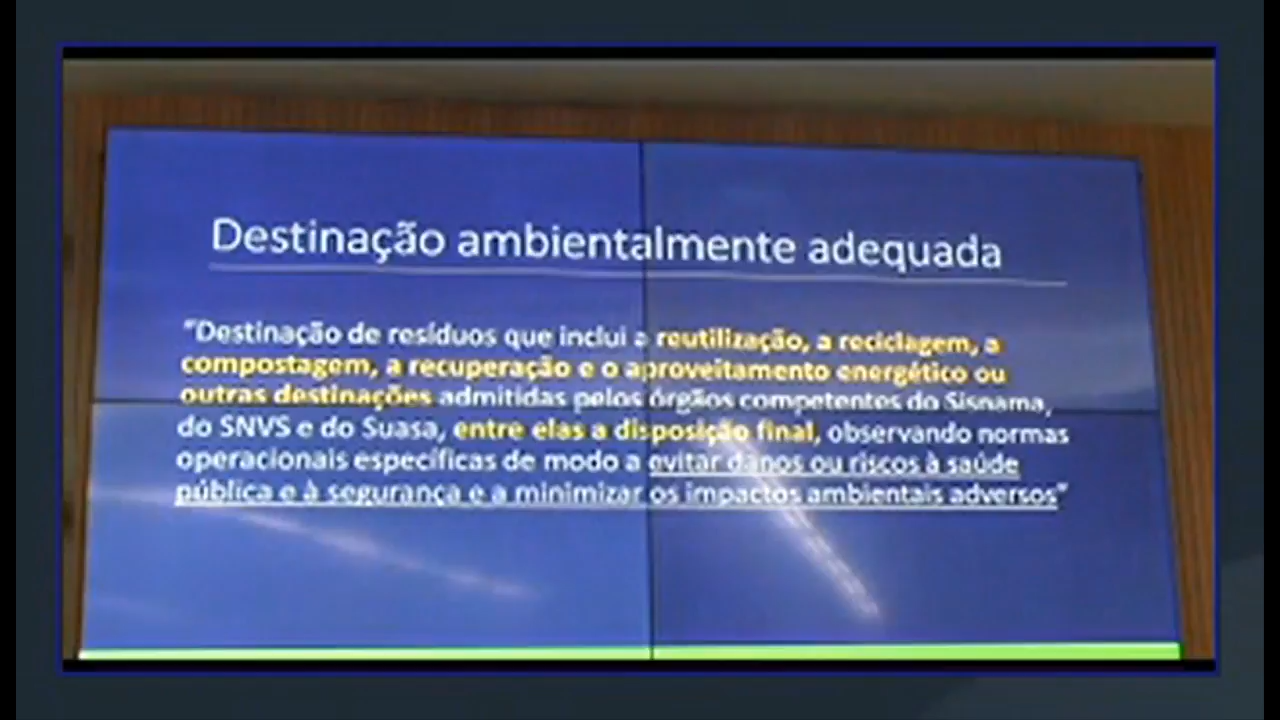 Destinação ambientalmente adequada
"Destinação de resíduos que inclui a reutilização, a reciclagem, a
compostagem, a recuperação e o aproveitamento energético ou
outras destinações admitidas pelos órgãos competentes do Sisnama,
do SNVS e do Suasa, entre elas a disposição final, observando normas
operacionais específicas de modo a evitar danos ou riscos à saúde
pública e à segurança e a minimizar os impactos ambientais adversos"